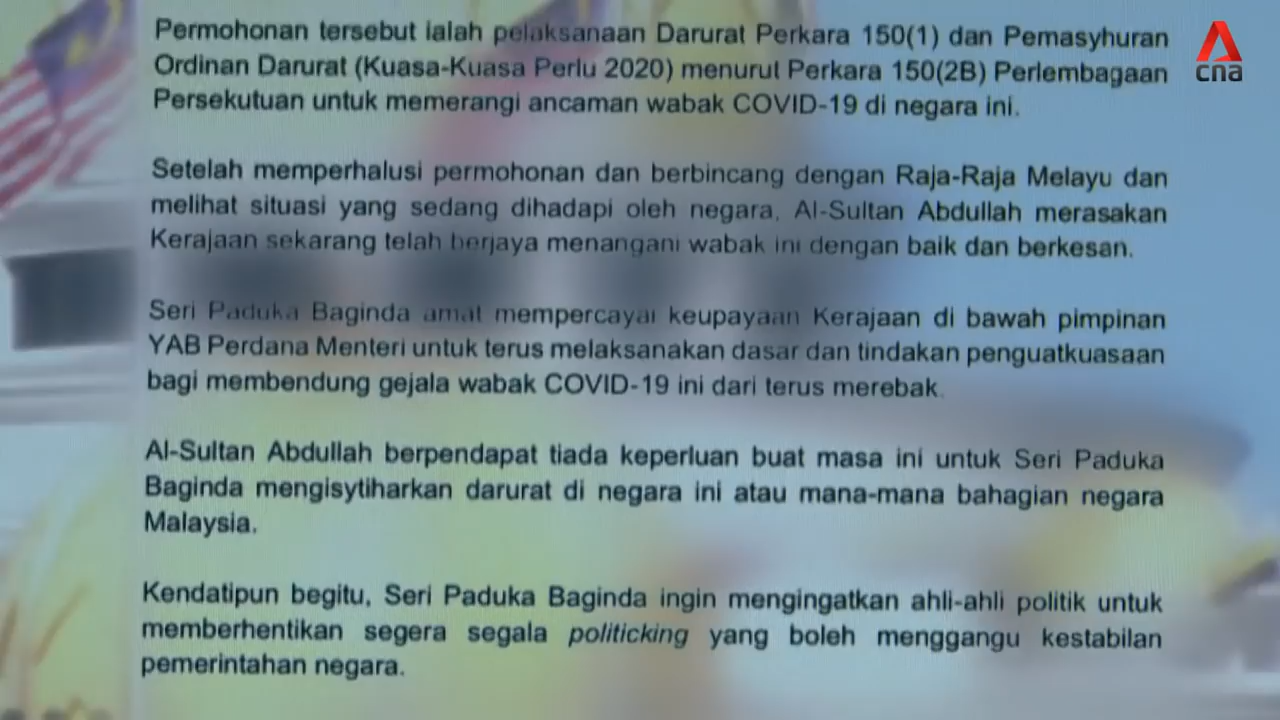 Permohonan tersebut ialah pelaksanaan Darurat Perkara 150(1) dan Pemasyhuran
Ordinan Darurat (Kuasa-Kuasa Perlu 2020) menurut Perkara 150(2B) Perlembagaan
Persekutuan untuk memerangi ancaman wabak COVID-19 di negara ini.
Setelah memperhalusi permohonan dan berbincang dengan Raja-Raja Melayu dan
melihat situasi yang sedang dihadapi oleh negara, Al-Sultan Abdullah merasakan
Kerajaan sekarang telah berjaya menangani wabak ini dengan baik dan berkesan.
Seri Paduka Baginda amat mempercayai keupayaan Kerajaan di bawah pimpinan
YAB Perdana Menteri untuk terus melaksanakan dasar dan tindakan penguatkuasaan
bagi membendung gejala wabak COVID-19 ini dari terus merebak.
Al-Sultan Abdullah berpendapat tiada keperluan buat masa ini untuk Seri Paduka
Baginda mengisytiharkan darurat di negara ini atau mana-mana bahagian negara
Malaysia.
Kendatipun begitu, Seri Paduka Baginda ingin mengingatkan ahli-ahli politik untuk
memberhentikan segera segala politicking yang boleh menggangu kestabilan
pemerintahan negara.
cna